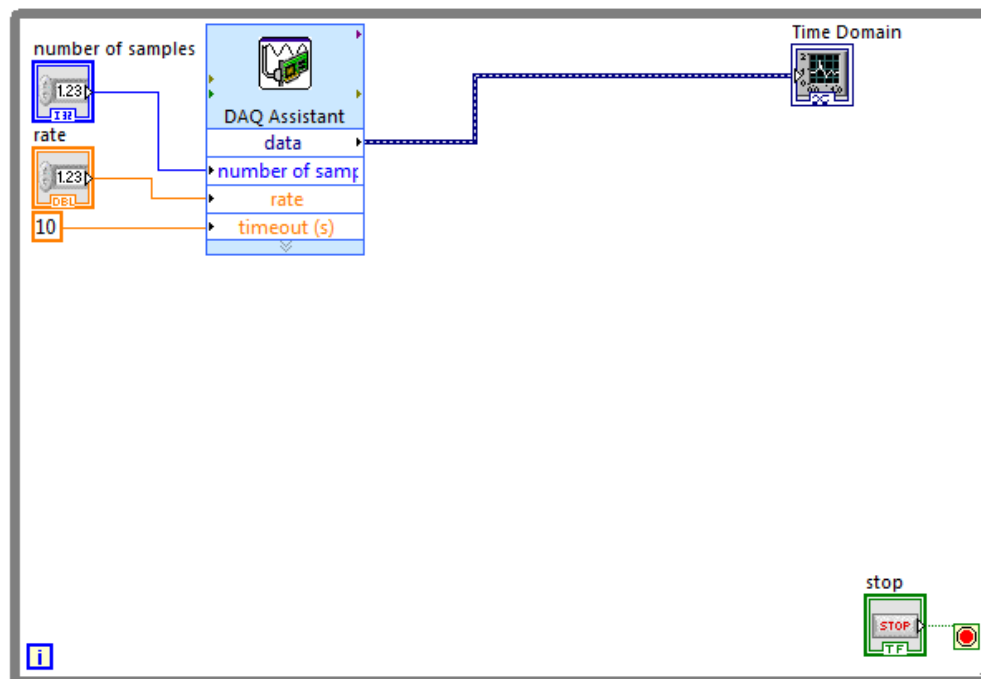 number of samples
1.23
I32
rate
1.23
DBL
10
DAQ Assistant
data
number of samp
rate
timeout (s)
Time Domain
stop
STOP
TF
i